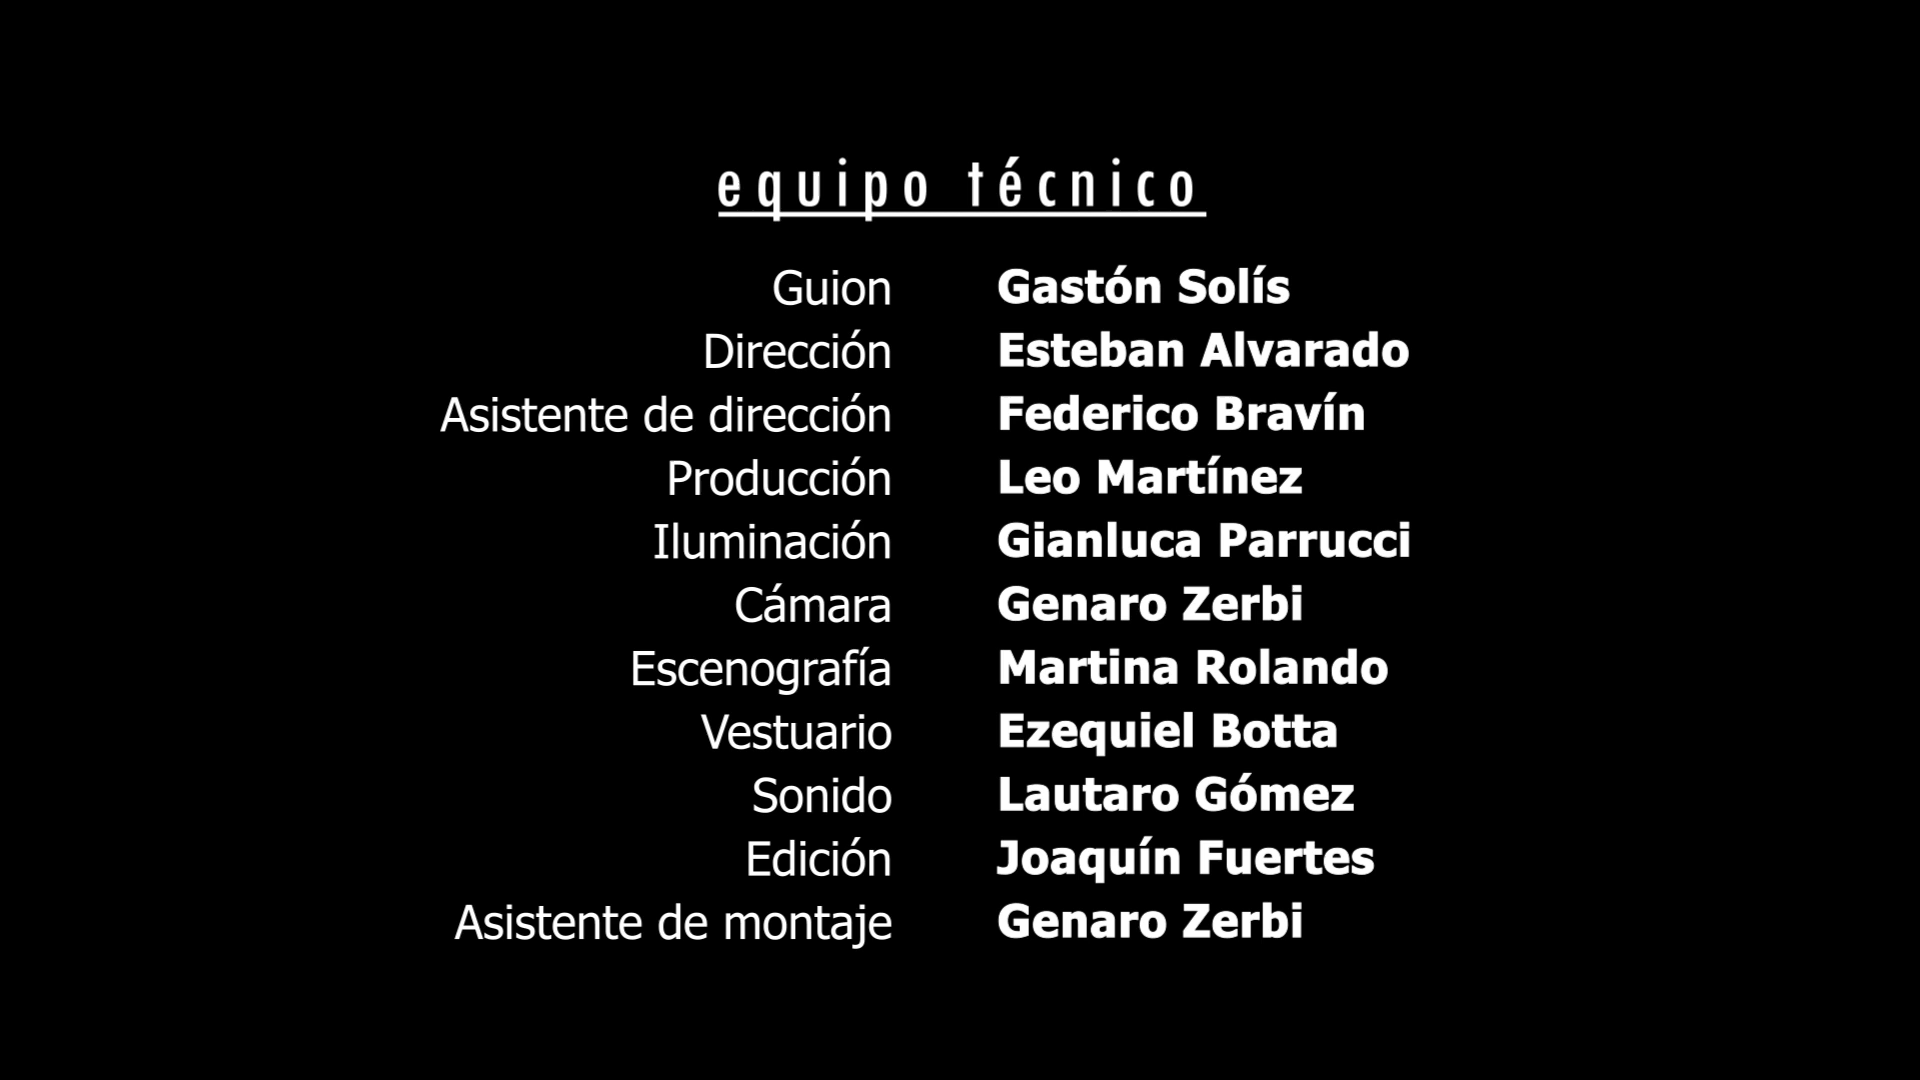 equipo técnico
Guion Gastón Solís
Dirección Esteban Alvarado
Asistente de dirección Federico Bravín
Producción Leo Martínez
Iluminación Gianluca Parrucci
Cámara Genaro Zerbi
Escenografía Martina Rolando
Vestuario Ezequiel Botta
Sonido Lautaro Gómez
Edición Joaquín Fuertes
Asistente de montaje Genaro Zerbi